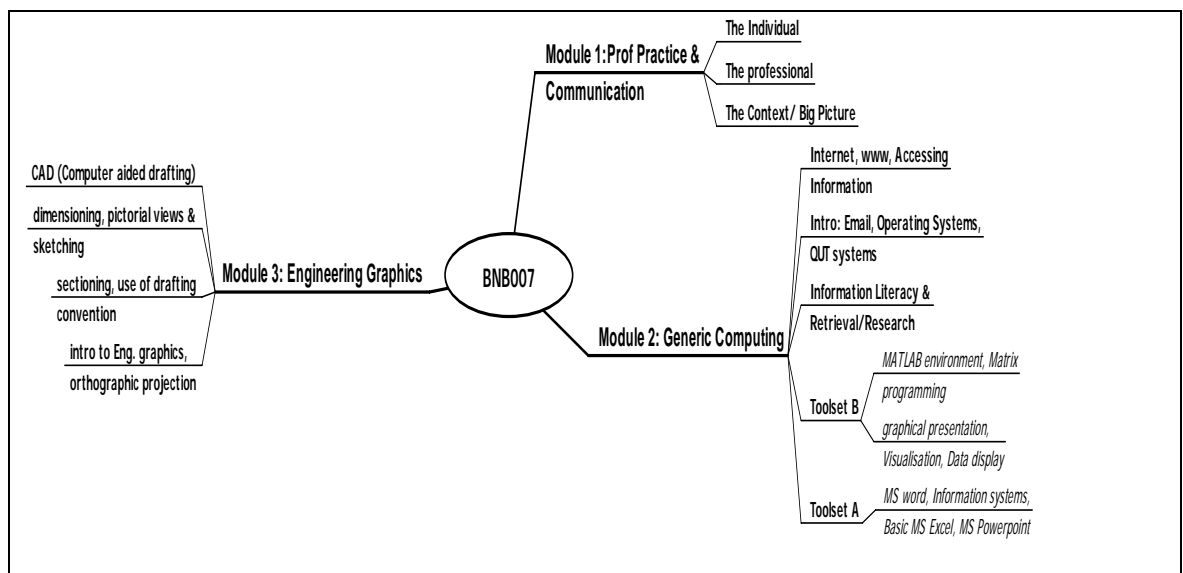 The Individual
Module 1:Prof Practice &
Communication
The professional
The Context/ Big Picture
Internet, www, Accessing
Information
Intro: Email, Operating Systems,
QUT systems
Information Literacy &
Retrieval/Research
Module 2: Generic Computing
MATLAB environment, Matrix
programming
Toolset B
graphical presentation,
Visualisation, Data display
Toolset A
MS word, Information systems,
Basic MS Excel, MS Powerpoint
BNB007
Module 3: Engineering Graphics
CAD (Computer aided drafting)
dimensioning, pictorial views &
sketching
sectioning, use of drafting
convention
intro to Eng. graphics,
orthographic projection